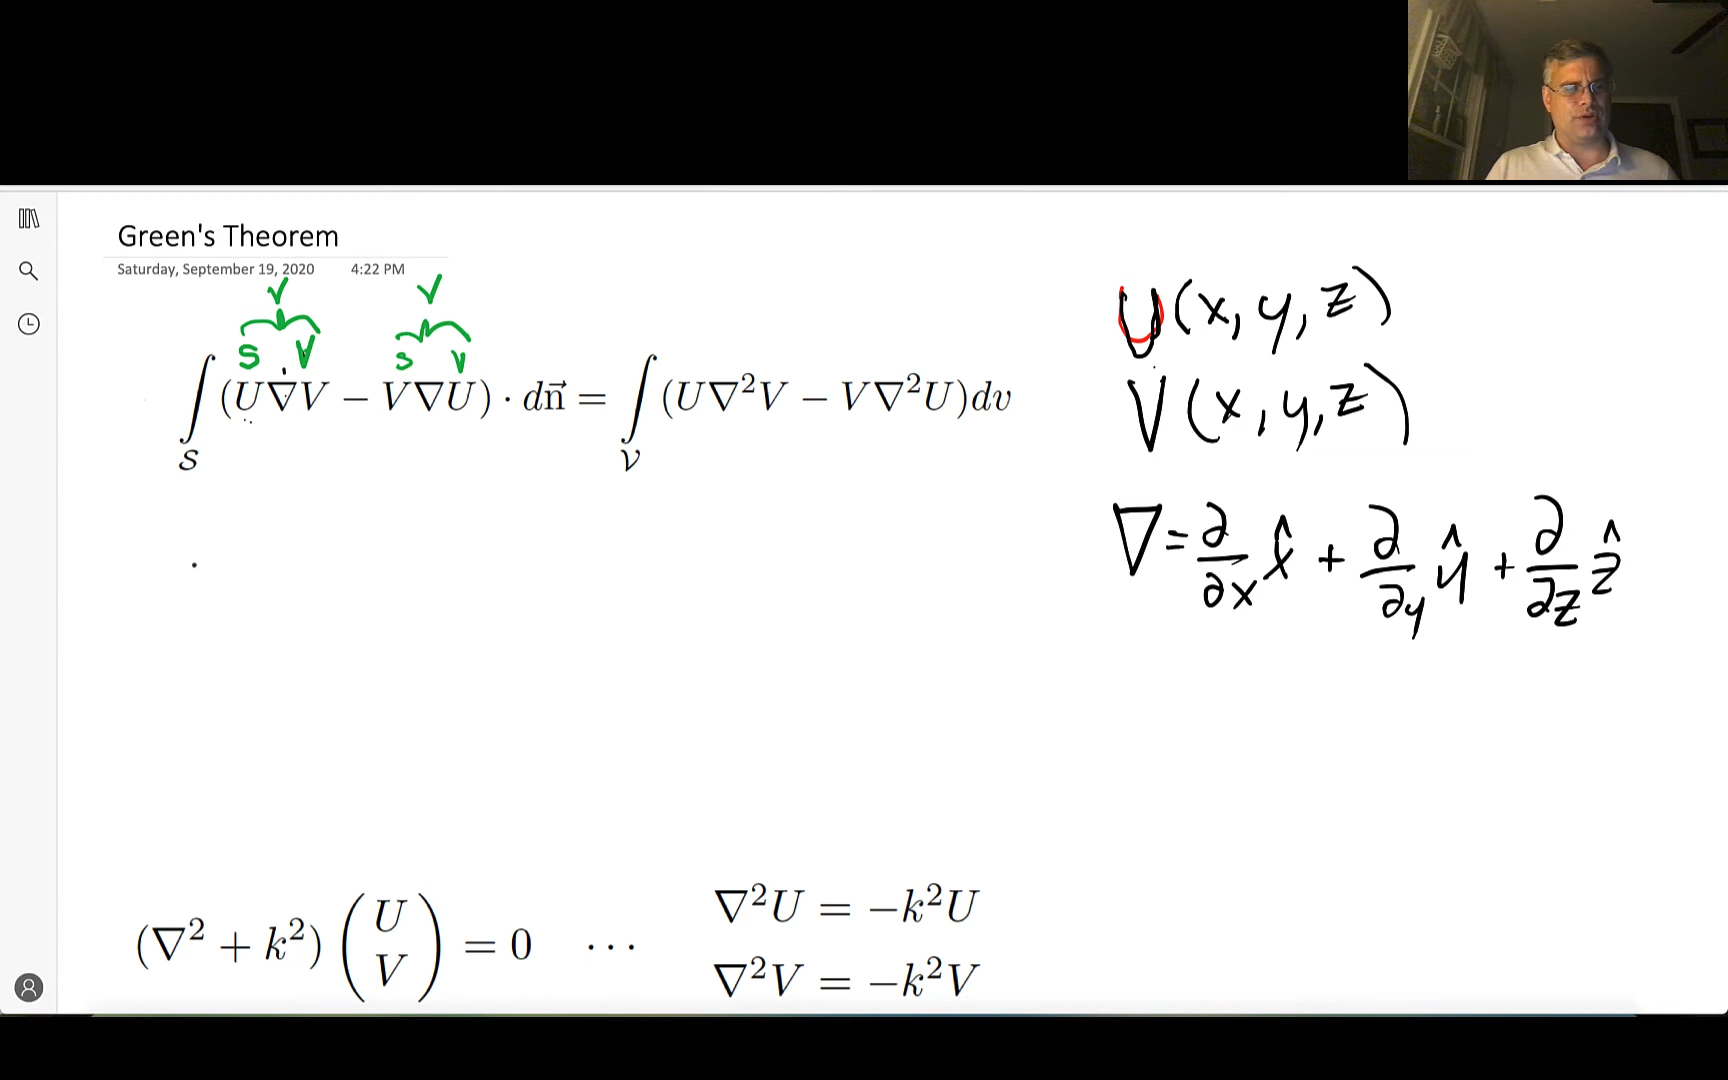 Green's Theorem
Saturday, September 19, 2020 4:22 PM
V V
S V S V
∫_S (U∇V − V∇U) · dn⃗ = ∫_V (U∇²V − V∇²U)dv
U(x, y, z)
V(x, y, z)
∇ = ∂/∂x x̂ + ∂/∂y ŷ + ∂/∂z ẑ
(∇² + k²) (U V) = 0 ···
∇²U = −k²U
∇²V = −k²V